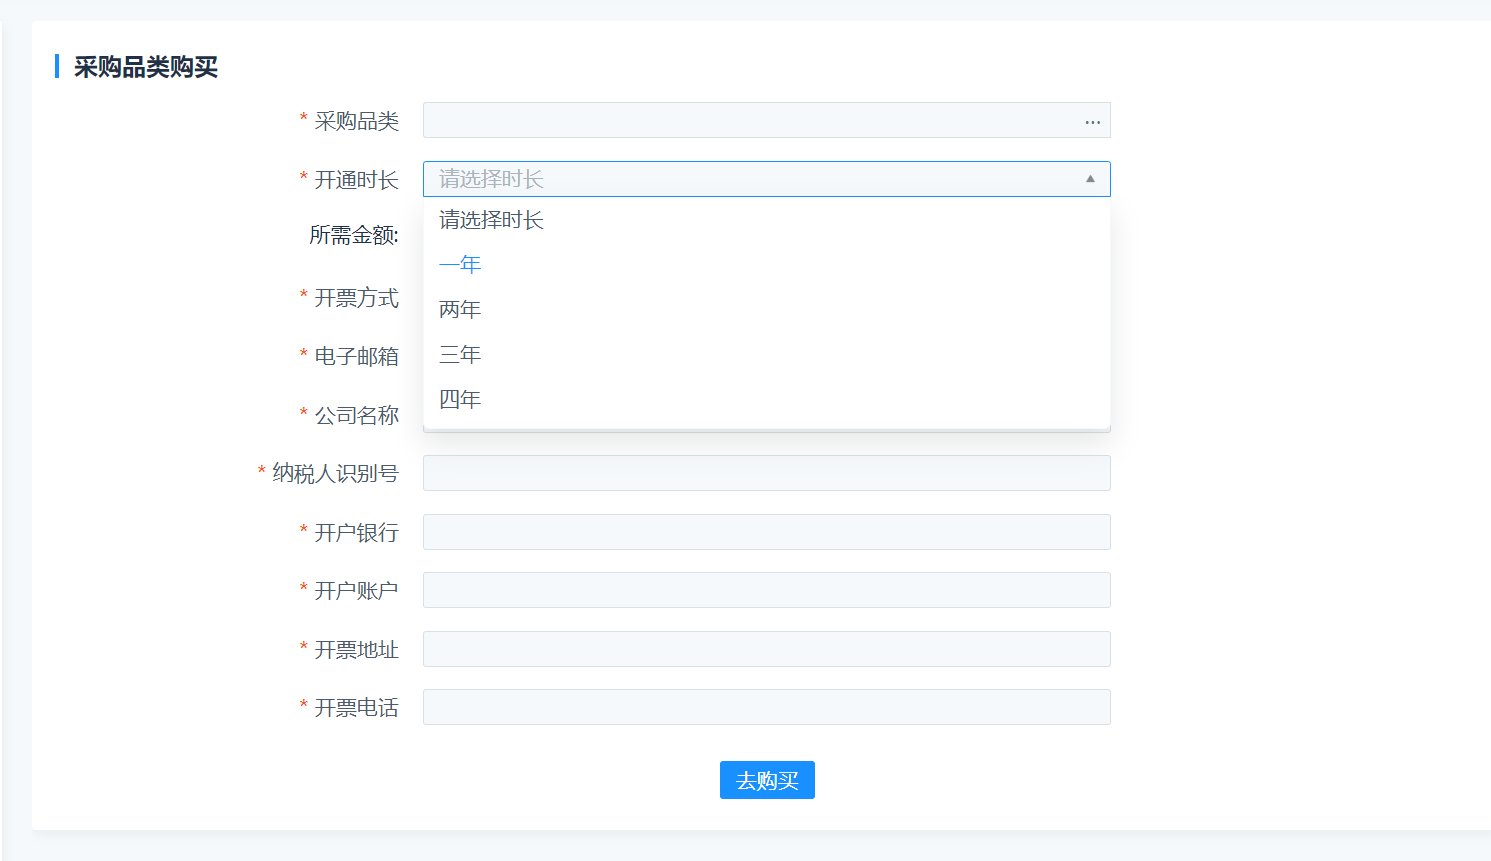 采购品类购买
* 采购品类 ...
* 开通时长 请选择时长
请选择时长
所需金额:
一年
* 开票方式
两年
* 电子邮箱
三年
四年
* 公司名称
* 纳税人识别号
* 开户银行
* 开户账户
* 开票地址
* 开票电话
去购买